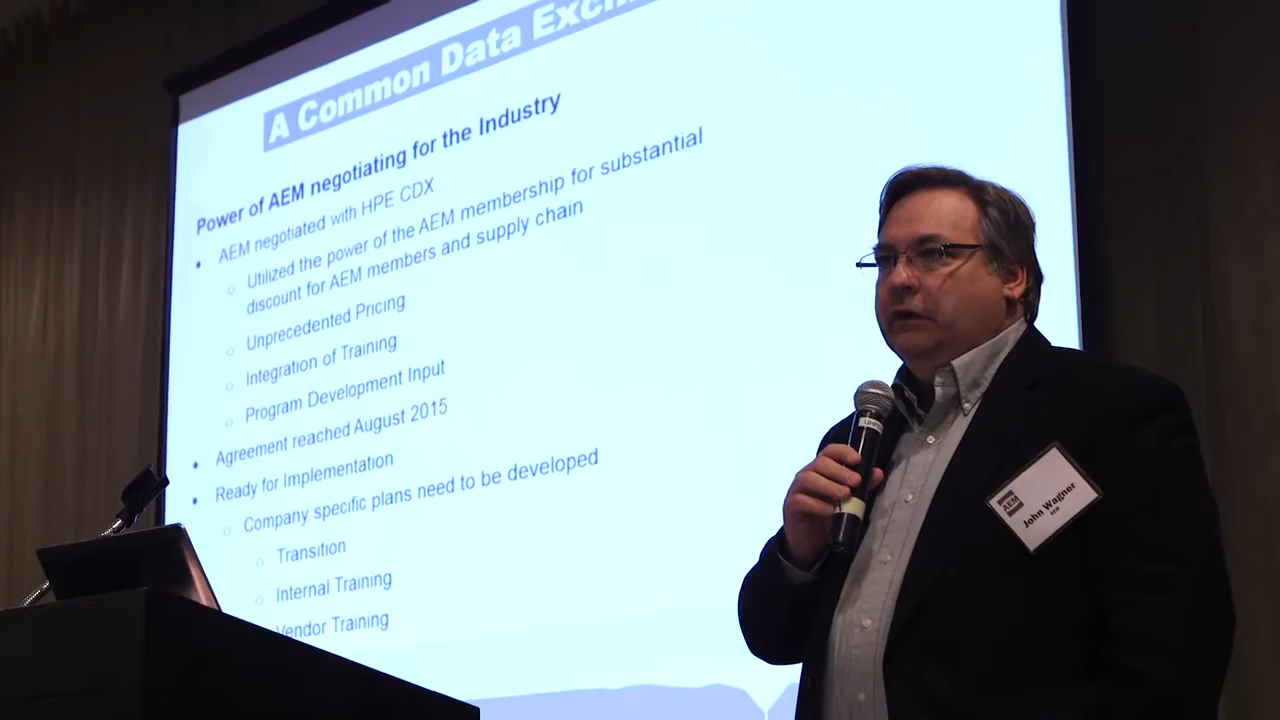 A Common Data
Power of AEM negotiating for the Industry
AEM negotiated with HPE CDX
Utilized the power of the AEM membership for substantial
discount for AEM members and supply chain
Unprecedented Pricing
Integration of Training
Program Development Input
Agreement reached August 2015
Ready for Implementation
Company specific plans need to be developed
Transition
Internal Training
Vendor Training
AEM
John Wagner
AEM